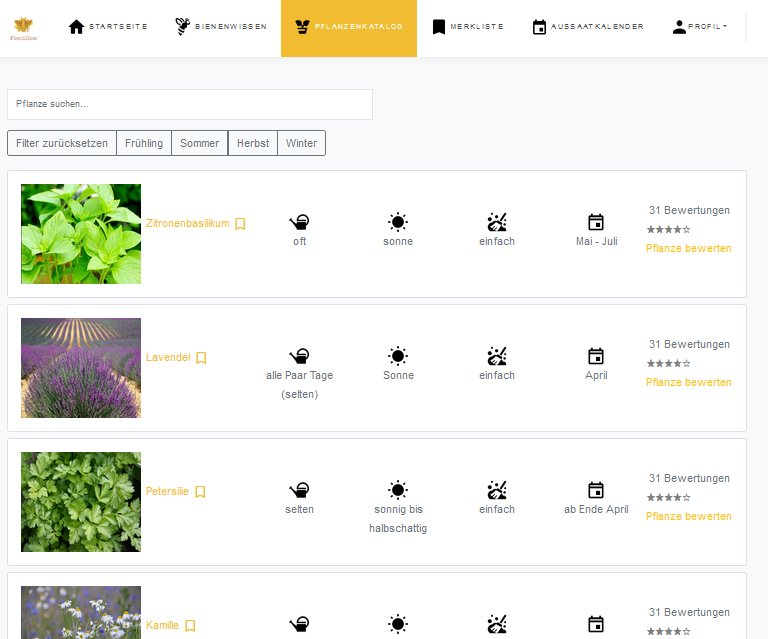 FeedBee
STARTSEITE
BIENENWISSEN
PFLANZENKATALOG
MERKLISTE
AUSSAATKALENDER
PROFIL
Pflanze suchen...
Filter zurücksetzen
Frühling
Sommer
Herbst
Winter
Zitronenbasilikum
oft
sonne
einfach
Mai - Juli
31 Bewertungen
Pflanze bewerten
Lavendel
alle Paar Tage
(selten)
Sonne
einfach
April
31 Bewertungen
Pflanze bewerten
Petersilie
selten
sonnig bis
halbschattig
einfach
ab Ende April
31 Bewertungen
Pflanze bewerten
Kamille
31 Bewertungen